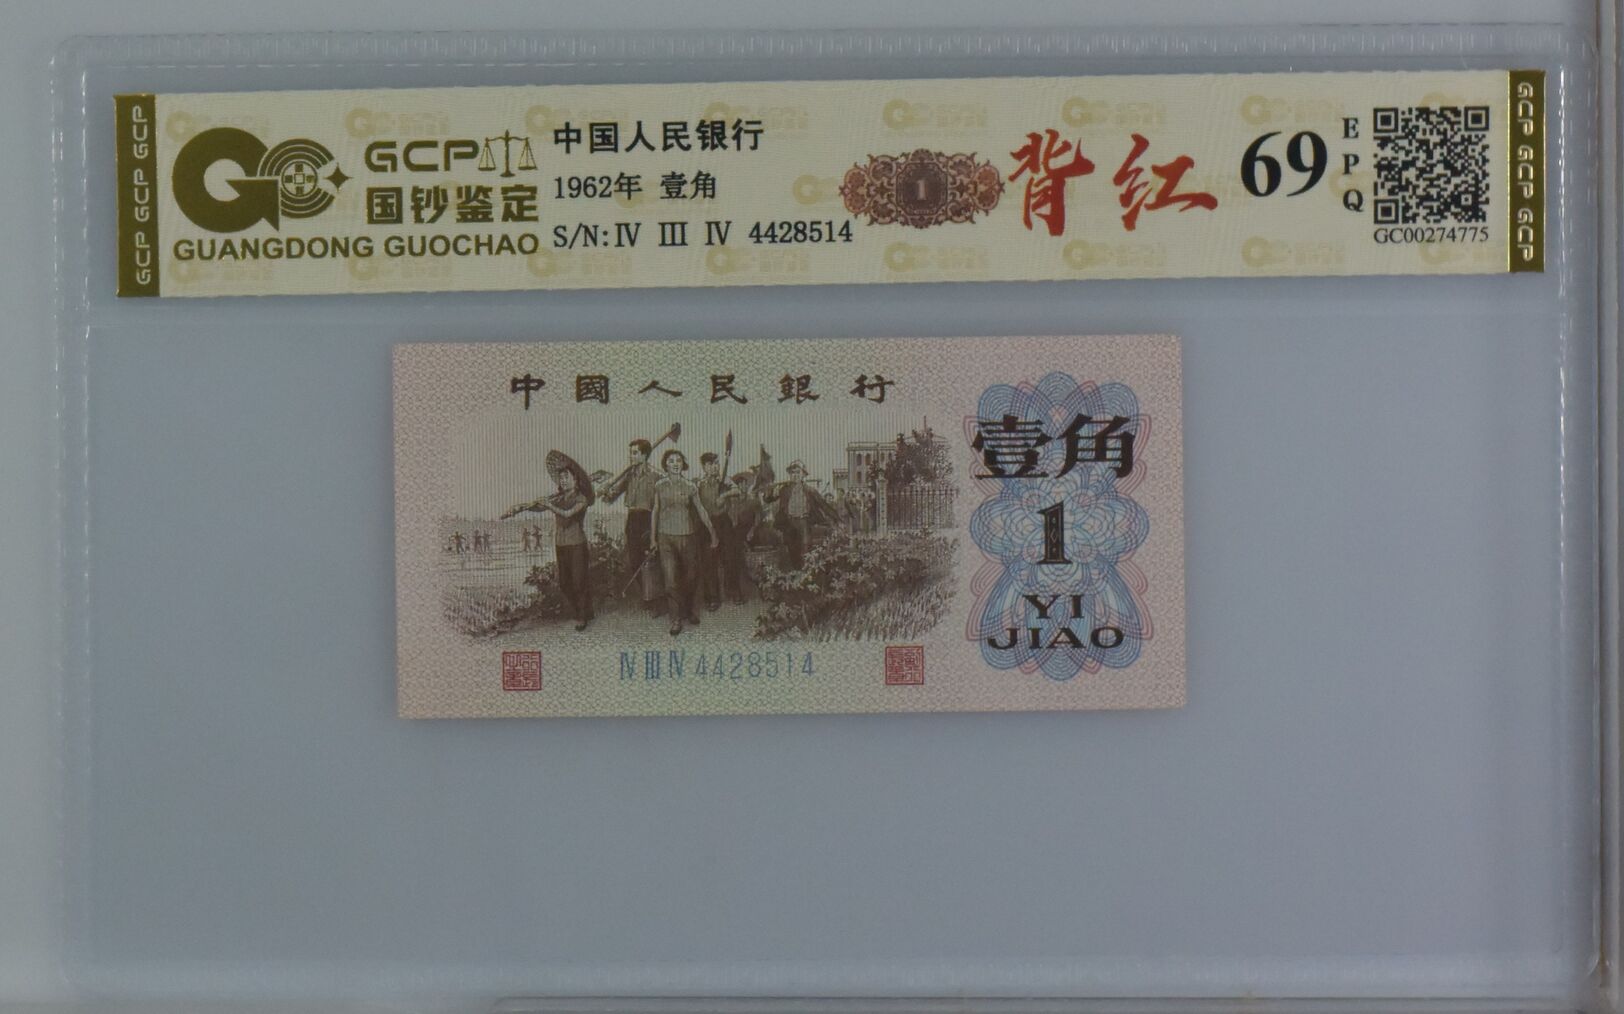 GCP GCP GCP
GCP
国钞鉴定
GUANGDONG GUOCHAO
中国人民银行
1962年 壹角
S/N: Ⅳ Ⅲ Ⅳ 4428514
1
背红
69
EPQ
GC00274775
GCP GCP GCP
中國人民銀行
壹角
1
YI
JIAO
Ⅳ Ⅲ Ⅳ 4428514